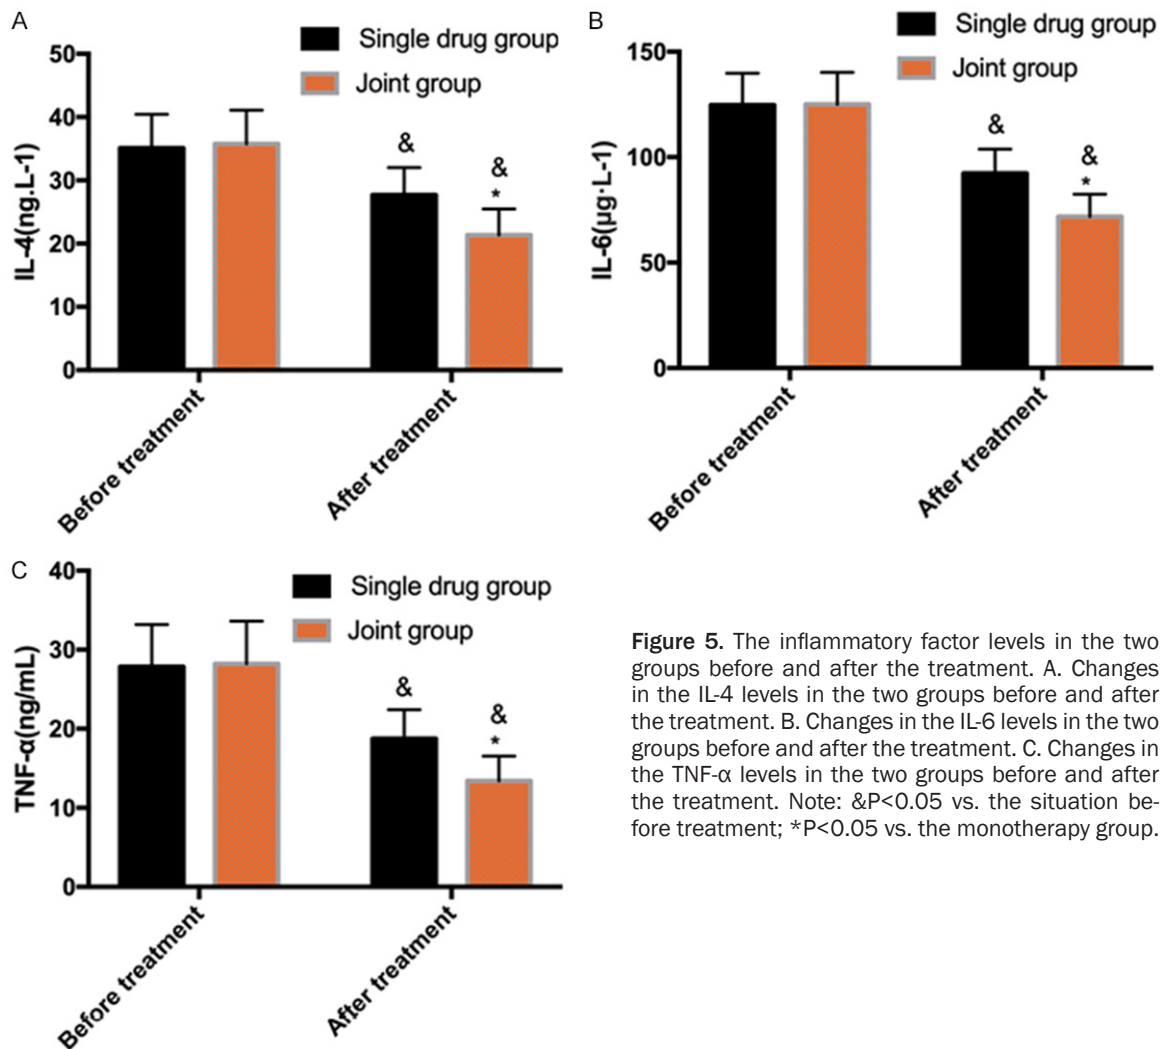 A
Single drug group
Joint group
IL-4(ng.L-1)
50
40
30
20
10
0
&
&
*
Before treatment
After treatment
B
Single drug group
Joint group
IL-6(µg·L-1)
150
100
50
0
&
&
*
Before treatment
After treatment
C
Single drug group
Joint group
TNF-α(ng/mL)
40
30
20
10
0
&
&
*
Before treatment
After treatment
Figure 5. The inflammatory factor levels in the two
groups before and after the treatment. A. Changes
in the IL-4 levels in the two groups before and after
the treatment. B. Changes in the IL-6 levels in the two
groups before and after the treatment. C. Changes in
the TNF-α levels in the two groups before and after
the treatment. Note: &P<0.05 vs. the situation be-
fore treatment; *P<0.05 vs. the monotherapy group.